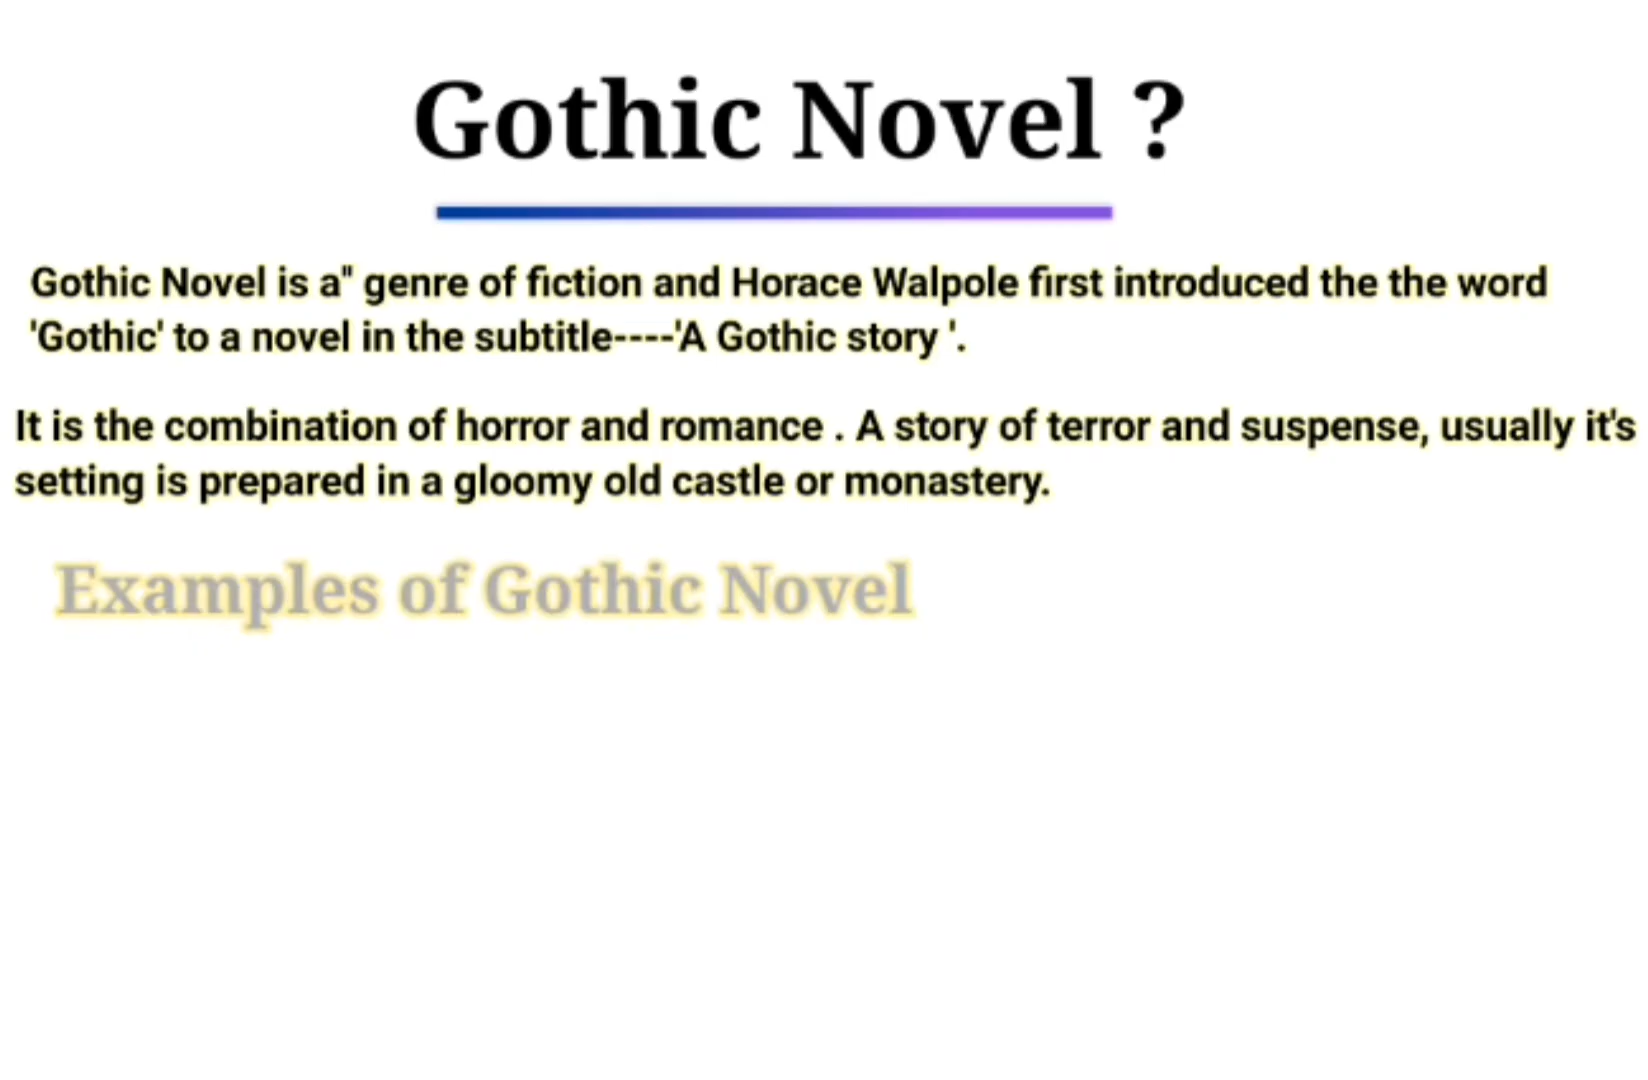 Gothic Novel ?
Gothic Novel is a" genre of fiction and Horace Walpole first introduced the the word
'Gothic' to a novel in the subtitle----'A Gothic story '.
It is the combination of horror and romance . A story of terror and suspense, usually it's
setting is prepared in a gloomy old castle or monastery.
Examples of Gothic Novel